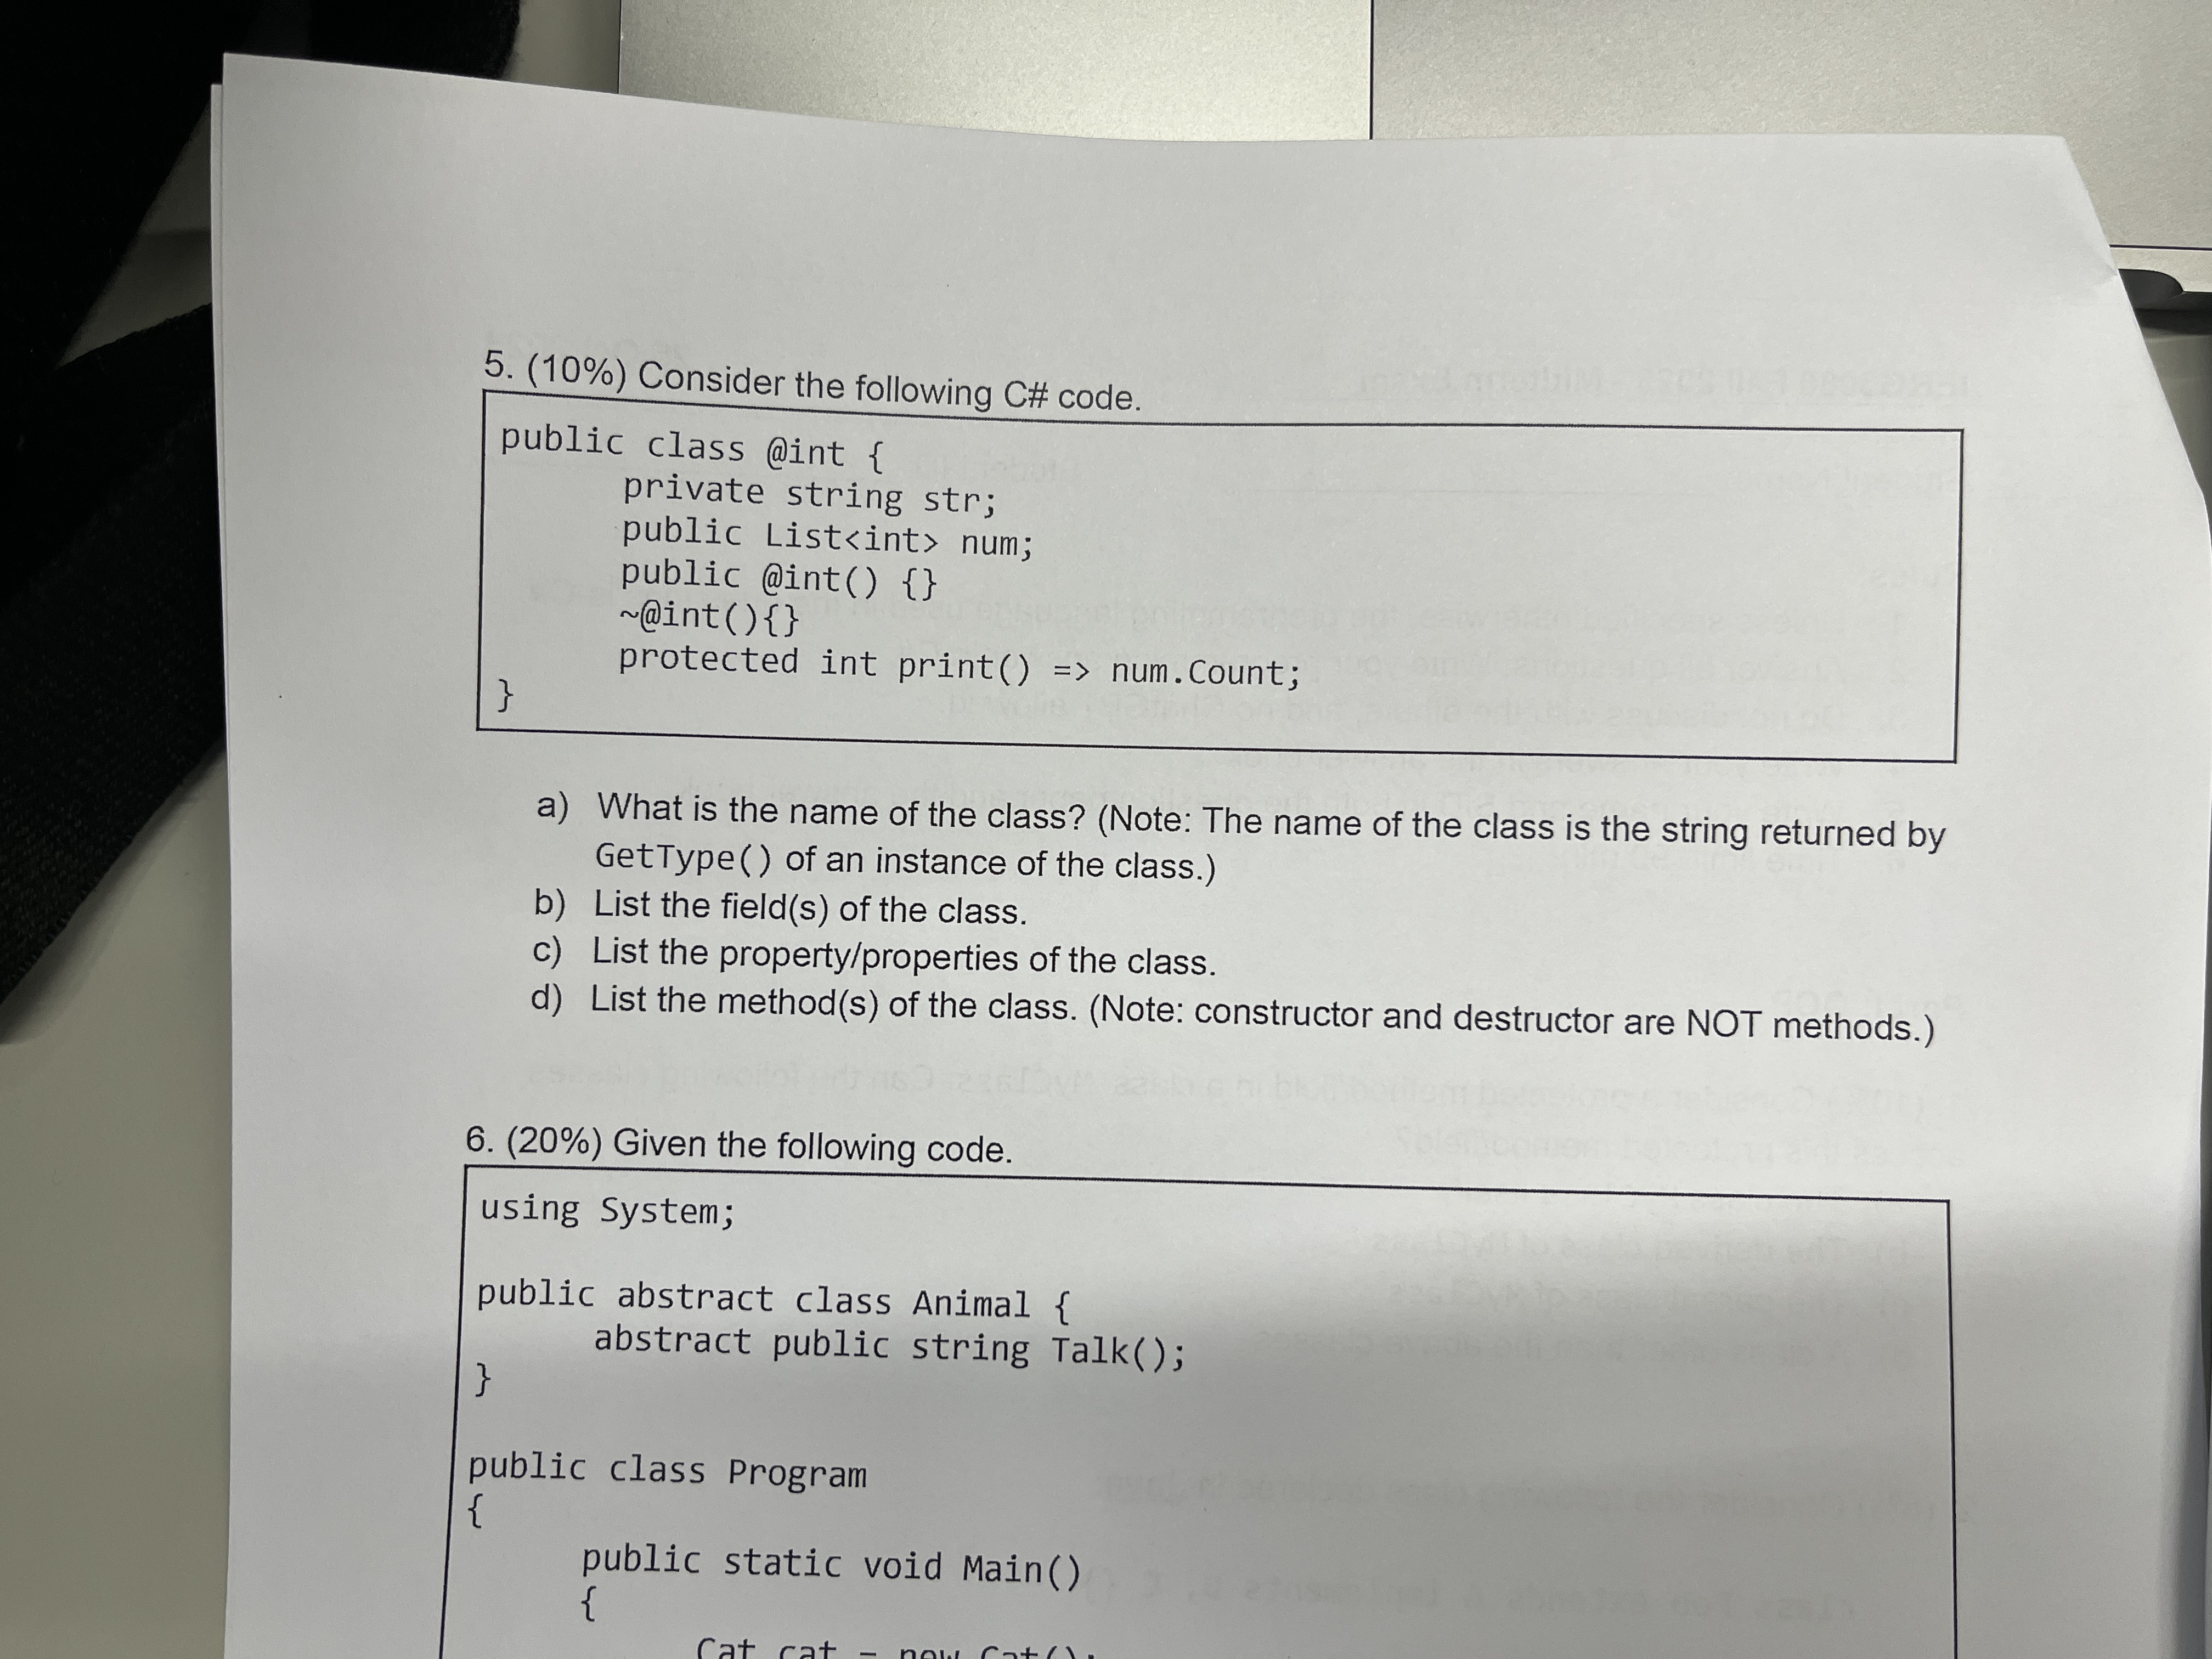 5. (10%) Consider the following C# code.
public class @int {
private string str;
public List<int> num;
public @int() {}
~@int(){}
protected int print() => num.Count;
}
a) What is the name of the class? (Note: The name of the class is the string returned by
GetType() of an instance of the class.)
b) List the field(s) of the class.
c) List the property/properties of the class.
d) List the method(s) of the class. (Note: constructor and destructor are NOT methods.)
6. (20%) Given the following code.
using System;
public abstract class Animal {
abstract public string Talk();
}
public class Program
{
public static void Main()
{
Cat cat = new Cat();